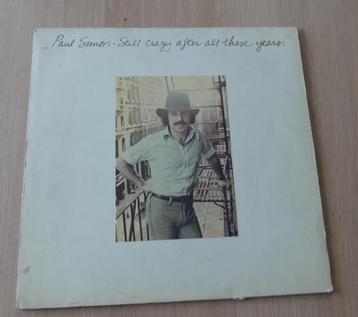 Paul Simon - Still crazy after all these years.